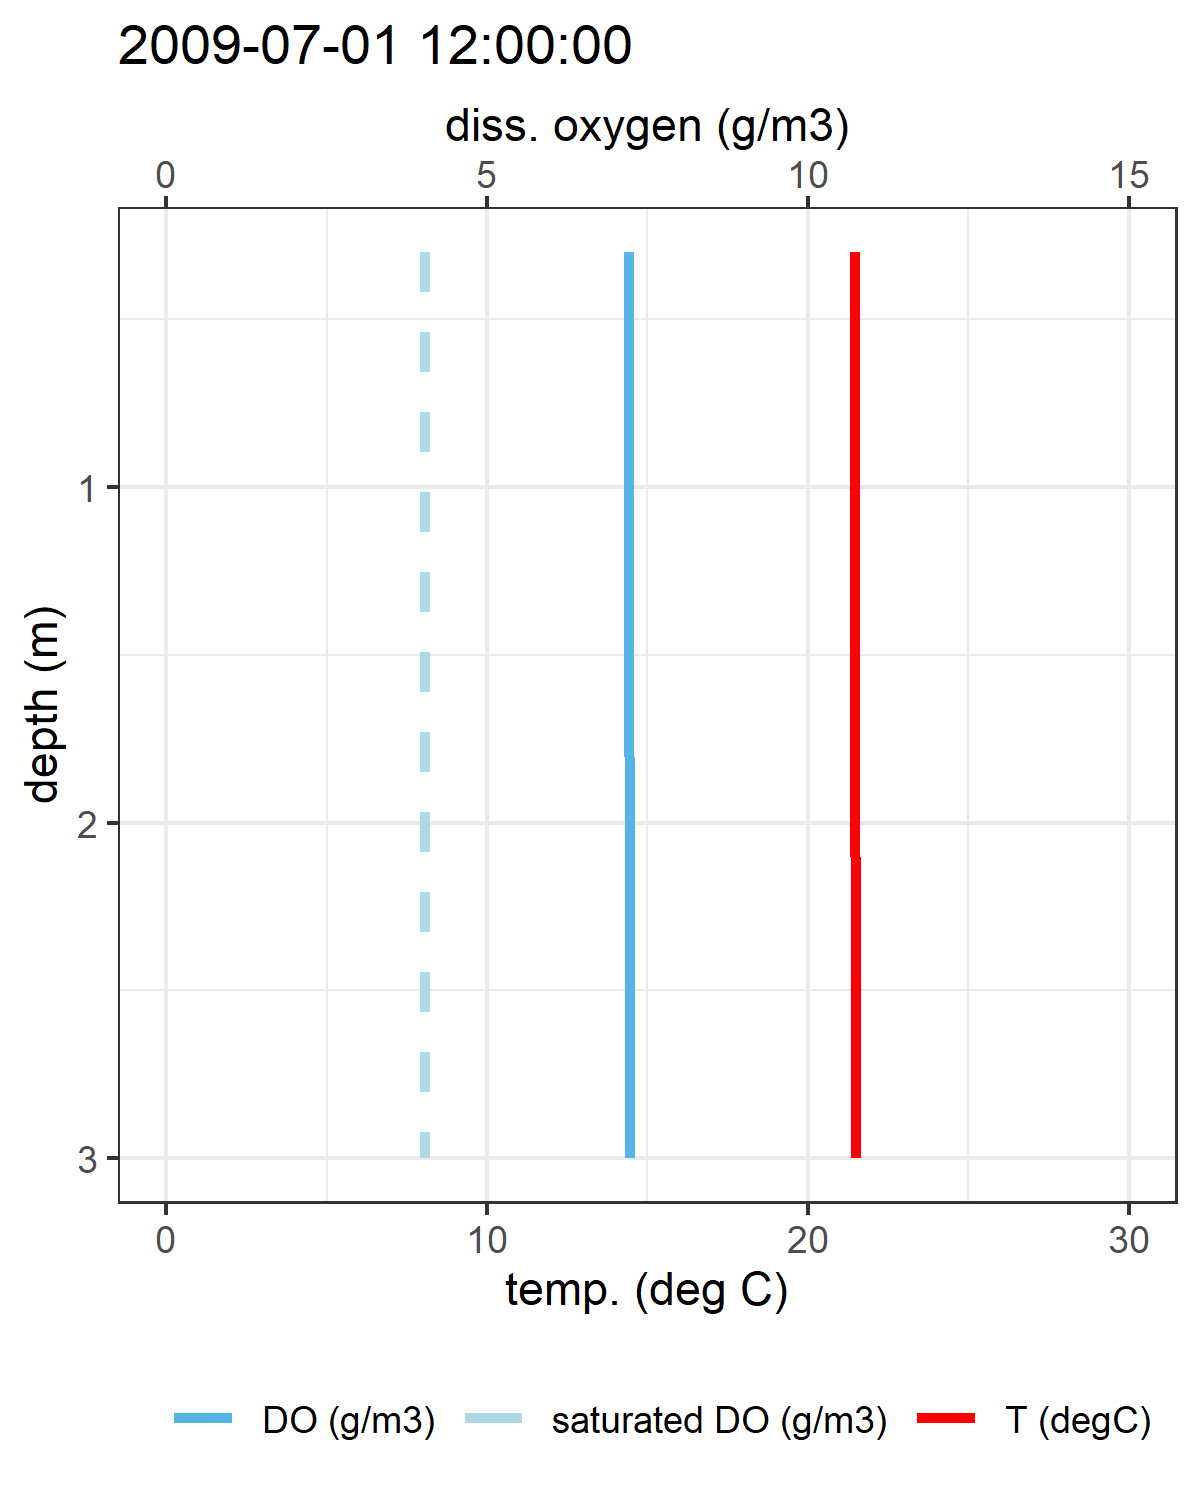 2009-07-01 12:00:00
diss. oxygen (g/m3)
0 5 10 15
1
2
3
depth (m)
0 10 20 30
temp. (deg C)
DO (g/m3) saturated DO (g/m3) T (degC)